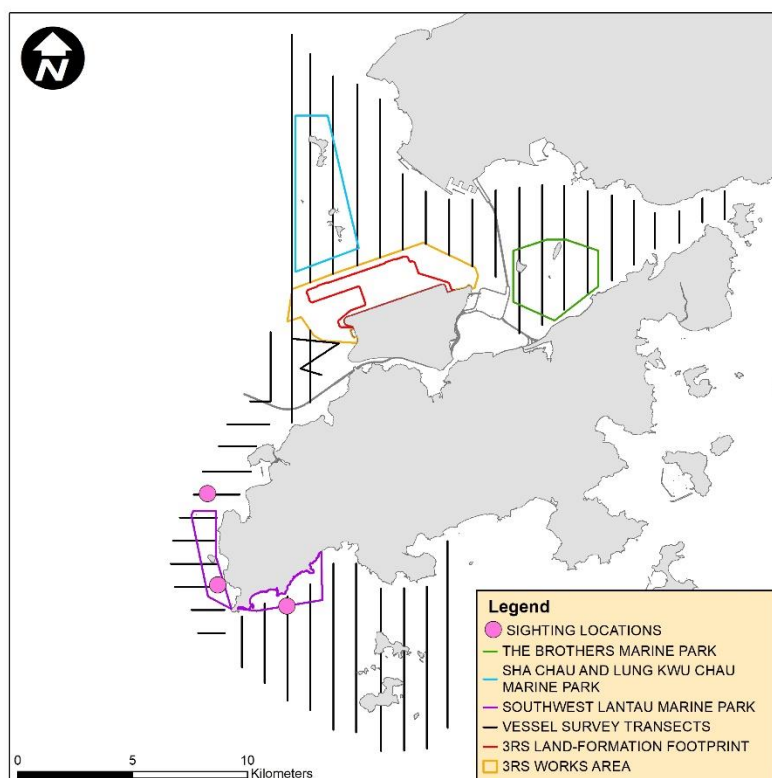 N
Legend
SIGHTING LOCATIONS
THE BROTHERS MARINE PARK
SHA CHAU AND LUNG KWU CHAU
MARINE PARK
SOUTHWEST LANTAU MARINE PARK
VESSEL SURVEY TRANSECTS
3RS LAND-FORMATION FOOTPRINT
3RS WORKS AREA
0 5 10
Kilometers